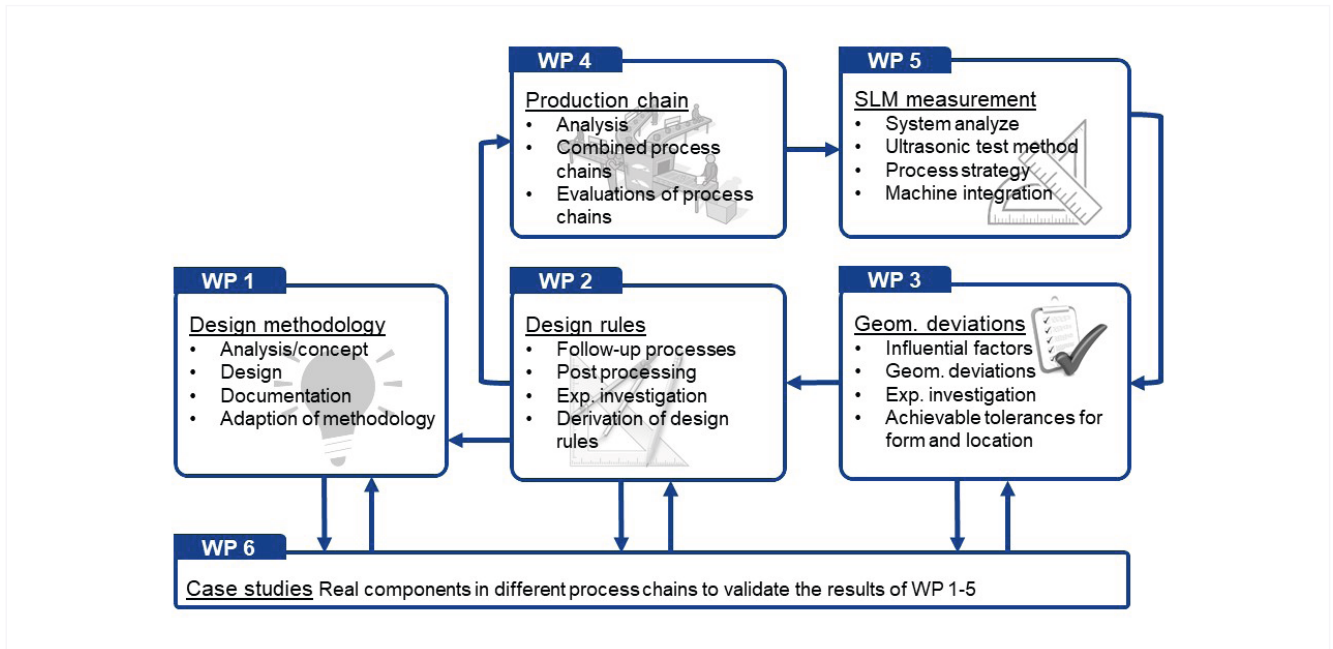 WP 4
Production chain
• Analysis
• Combined process
chains
• Evaluations of process
chains
WP 5
SLM measurement
• System analyze
• Ultrasonic test method
• Process strategy
• Machine integration
WP 1
Design methodology
• Analysis/concept
• Design
• Documentation
• Adaption of methodology
WP 2
Design rules
• Follow-up processes
• Post processing
• Exp. investigation
• Derivation of design
rules
WP 3
Geom. deviations
• Influential factors
• Geom. deviations
• Exp. investigation
• Achievable tolerances for
form and location
WP 6
Case studies Real components in different process chains to validate the results of WP 1-5